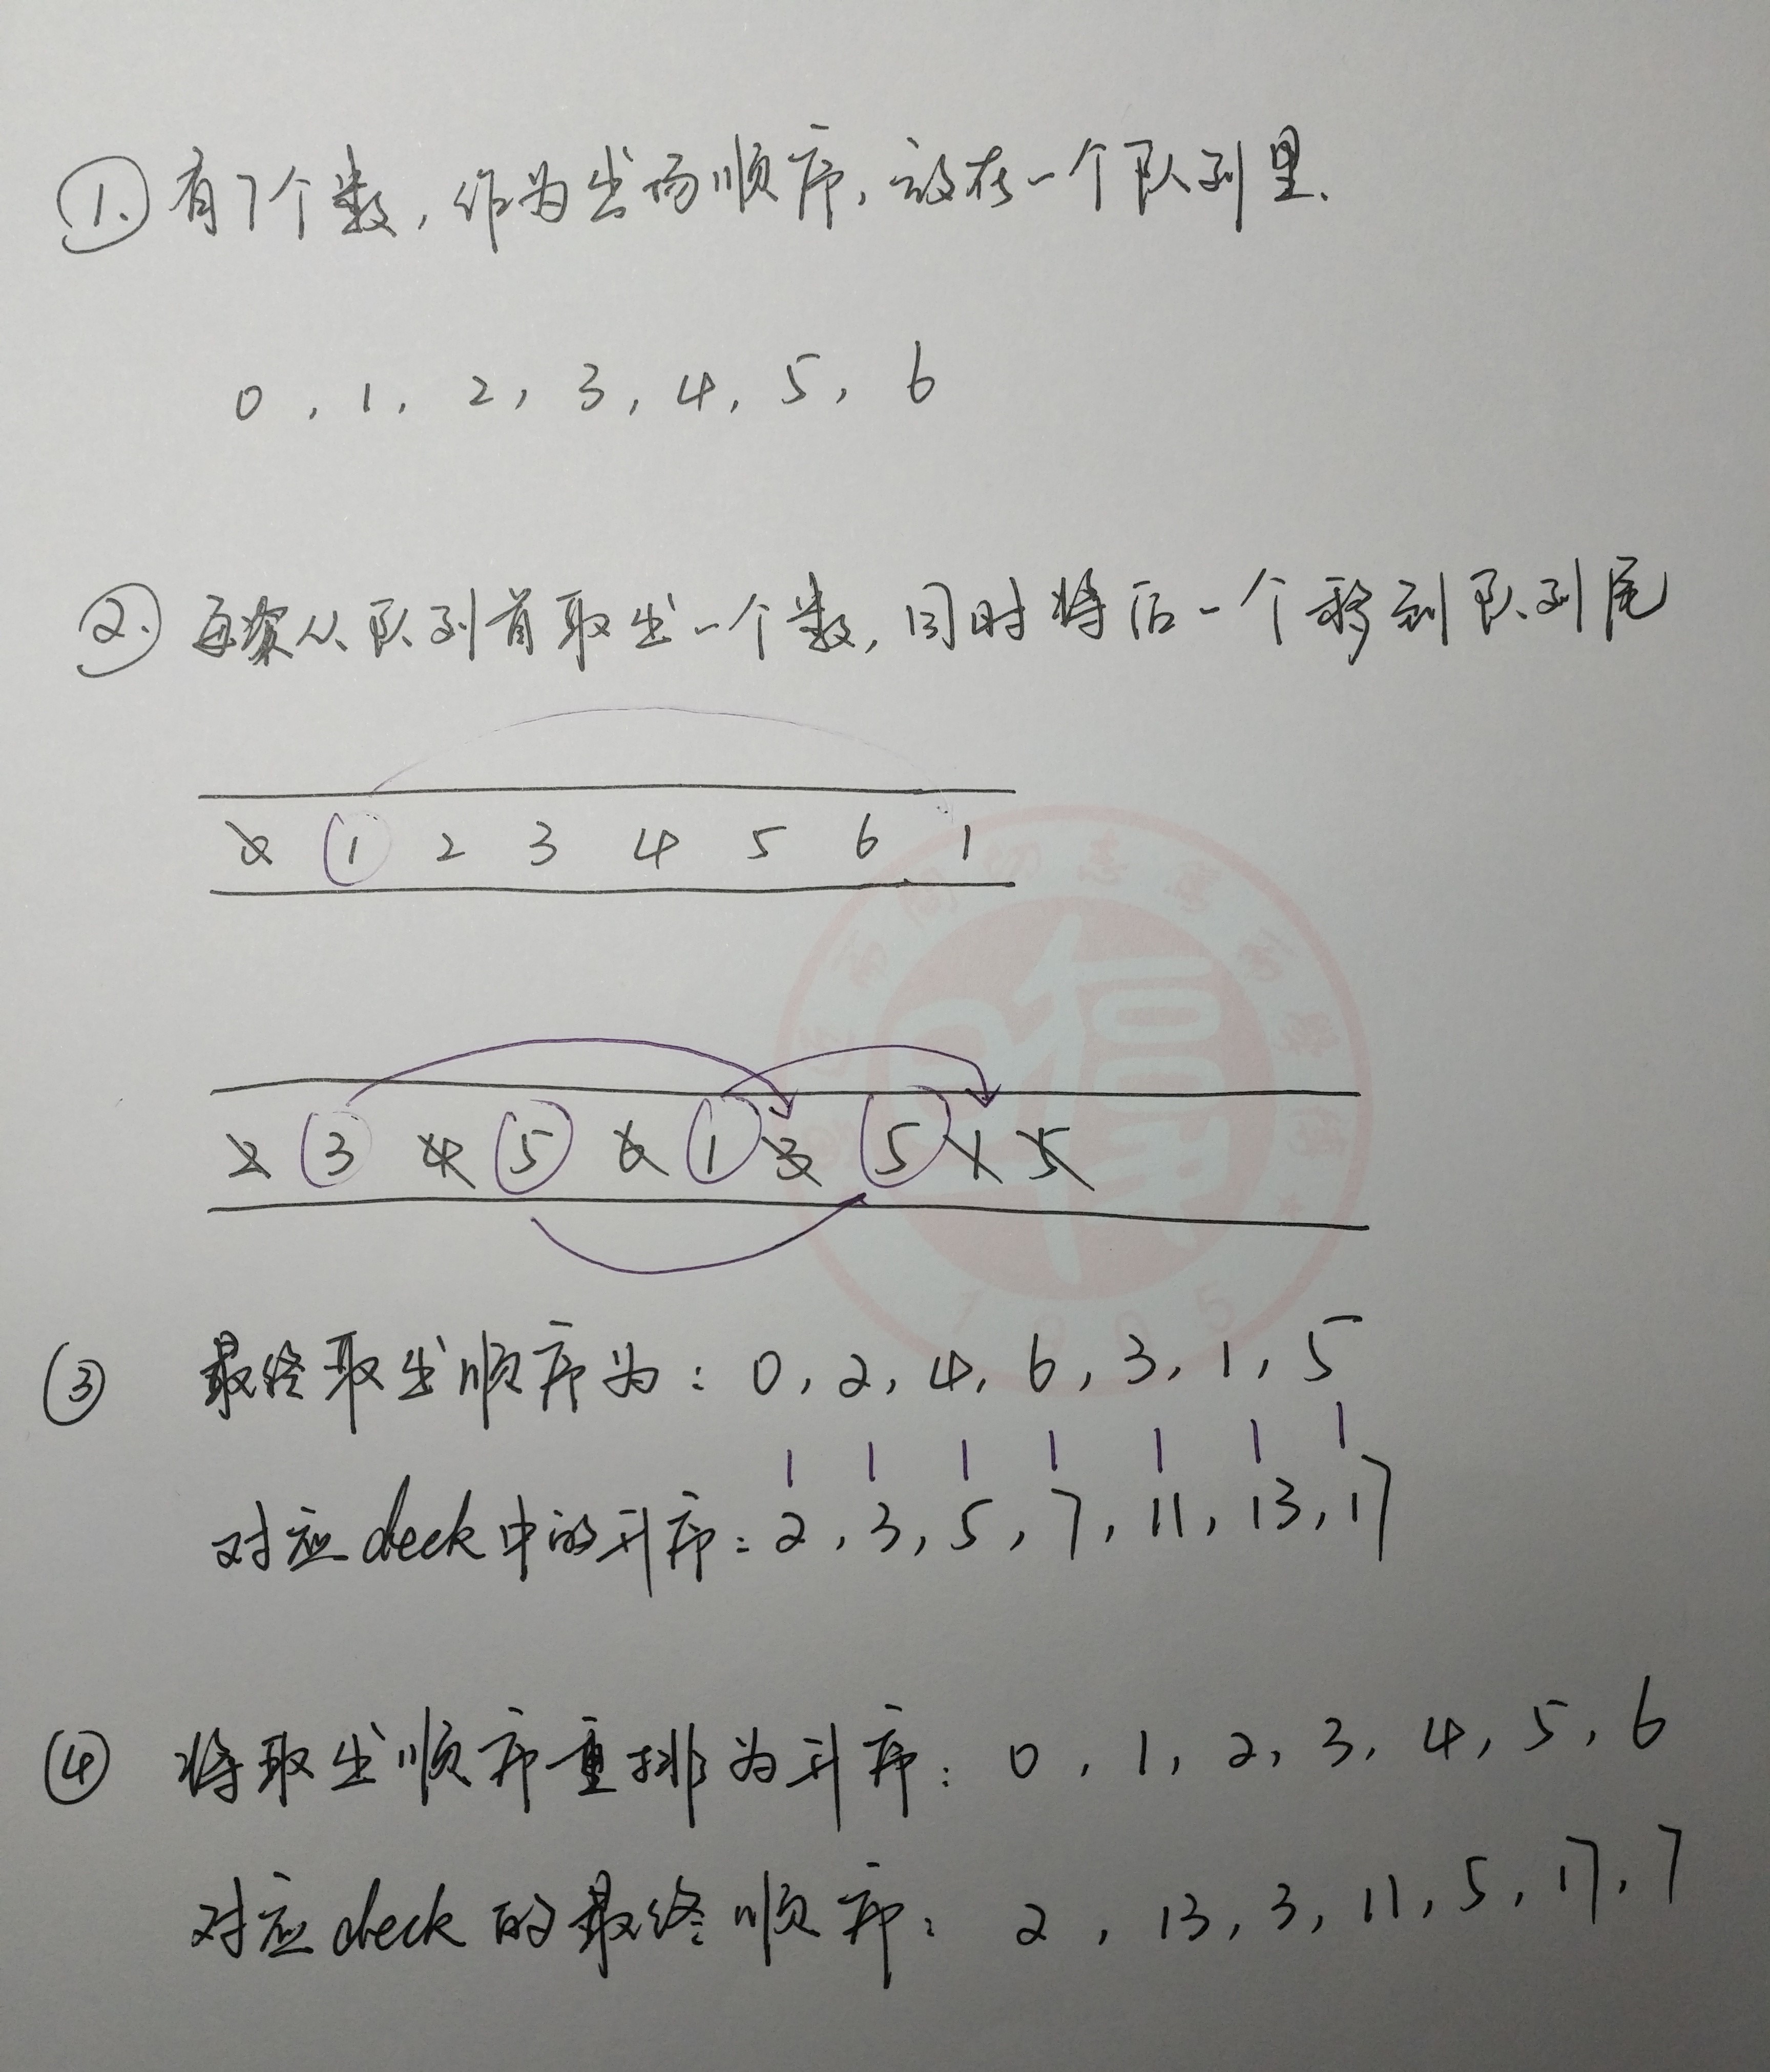 ①. 有7个数，作为出场顺序，放在一个队列里.
0, 1, 2, 3, 4, 5, 6
②. 每次从队列首取出一个数，同时将后一个移到队列尾
0 1 2 3 4 5 6 1
2 3 4 5 6 1 3 5 1 5
③ 最终取出顺序为: 0, 2, 4, 6, 3, 1, 5
对应deck中的升序: 2, 3, 5, 7, 11, 13, 17
④ 将取出顺序重排为升序: 0, 1, 2, 3, 4, 5, 6
对应deck的最终顺序: 2, 13, 3, 11, 5, 17, 7